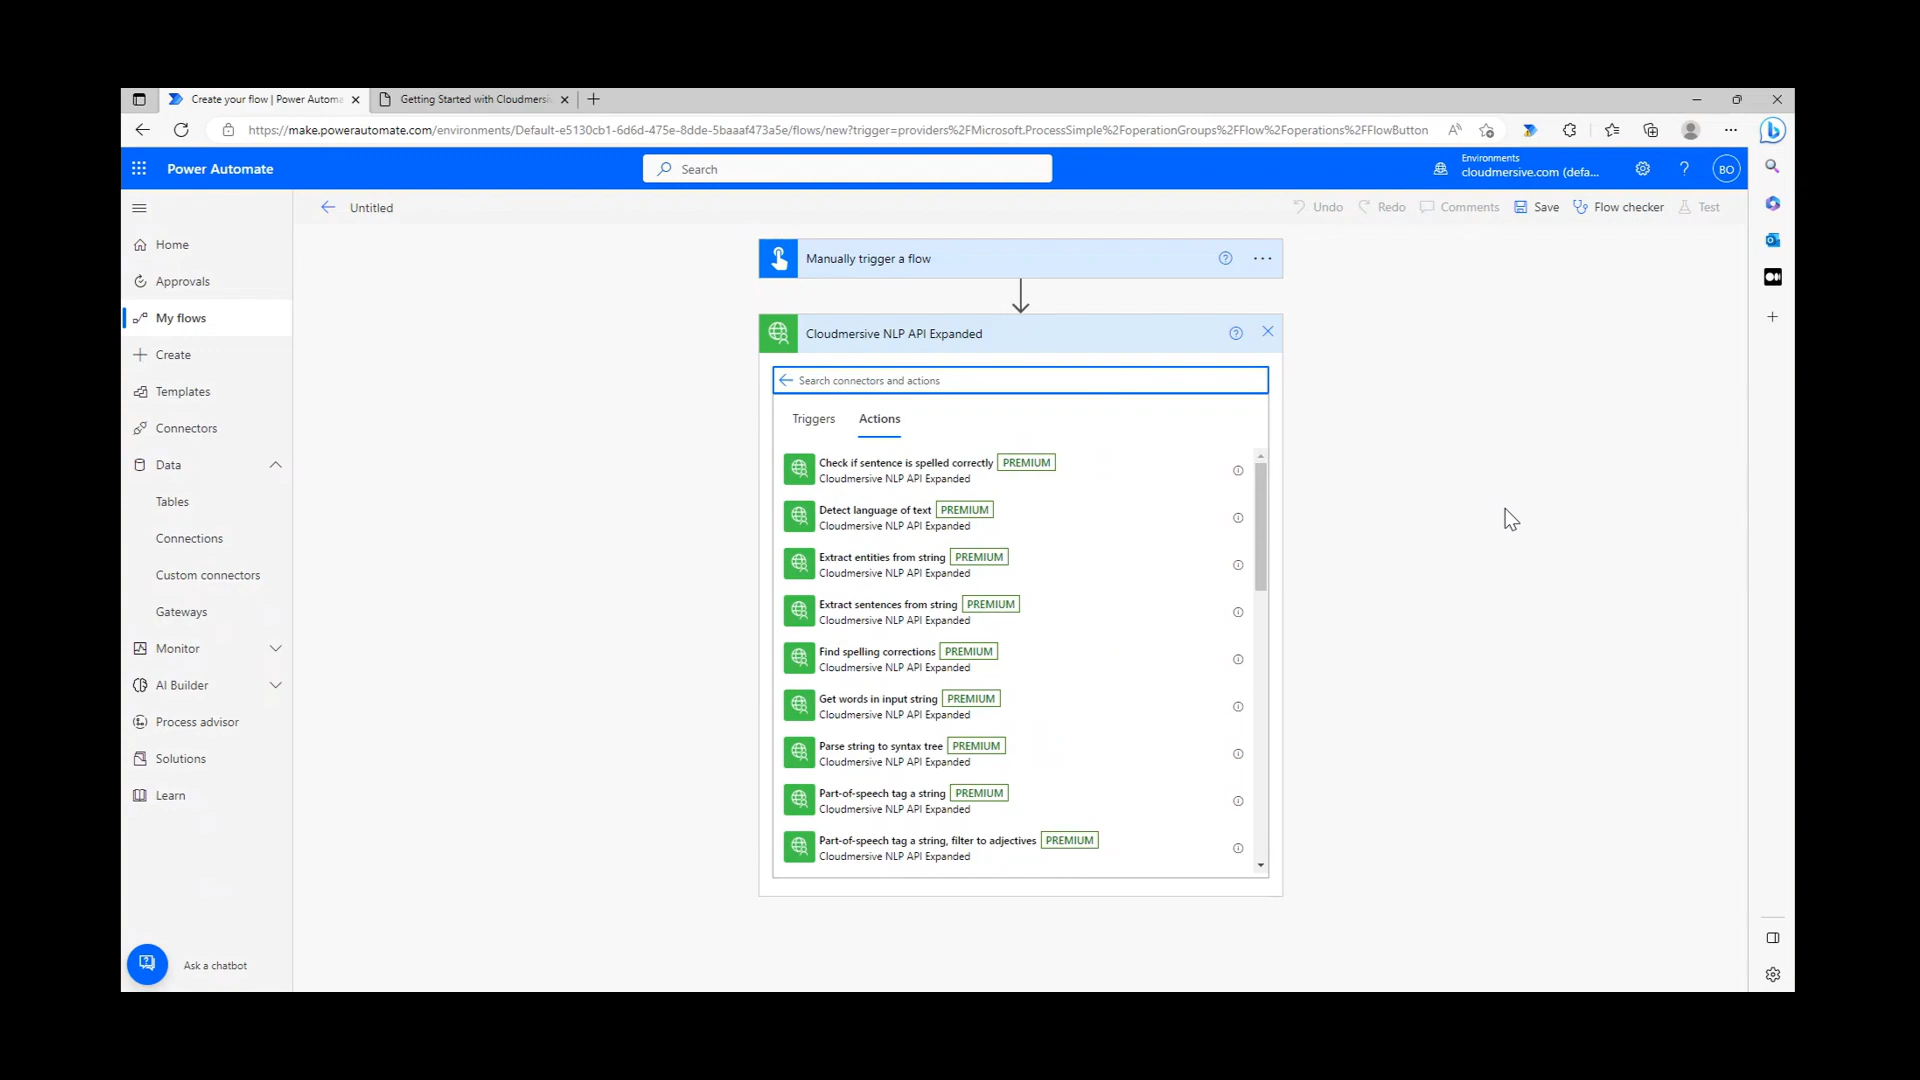 Create your flow | Power Automa
Getting Started with Cloudmersi
https://make.powerautomate.com/environments/Default-e5130cb1-6d6d-475e-8dde-5baaaf473a5e/flows/new?trigger=providers%2FMicrosoft.ProcessSimple%2FoperationGroups%2FFlow%2Foperations%2FFlowButton
Power Automate
Search
Environments
cloudmersive.com (defa...
?
BO
Untitled
Undo
Redo
Comments
Save
Flow checker
Test
Home
Approvals
My flows
Create
Templates
Connectors
Data
Tables
Connections
Custom connectors
Gateways
Monitor
AI Builder
Process advisor
Solutions
Learn
Ask a chatbot
Manually trigger a flow
Cloudmersive NLP API Expanded
Search connectors and actions
Triggers
Actions
Check if sentence is spelled correctly PREMIUM
Cloudmersive NLP API Expanded
Detect language of text PREMIUM
Cloudmersive NLP API Expanded
Extract entities from string PREMIUM
Cloudmersive NLP API Expanded
Extract sentences from string PREMIUM
Cloudmersive NLP API Expanded
Find spelling corrections PREMIUM
Cloudmersive NLP API Expanded
Get words in input string PREMIUM
Cloudmersive NLP API Expanded
Parse string to syntax tree PREMIUM
Cloudmersive NLP API Expanded
Part-of-speech tag a string PREMIUM
Cloudmersive NLP API Expanded
Part-of-speech tag a string, filter to adjectives PREMIUM
Cloudmersive NLP API Expanded